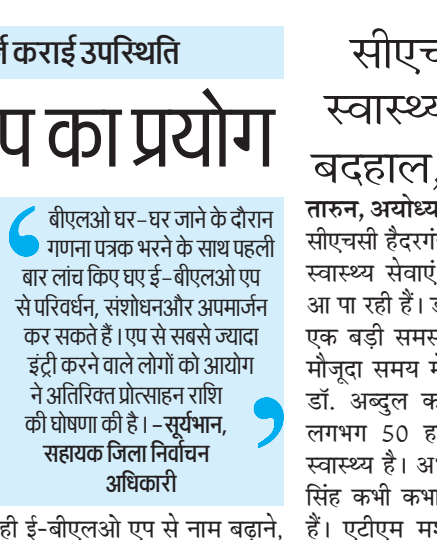 कराई उपस्थिति
प का प्रयोग
बीएलओ घर-घर जाने के दौरान
गणना पत्रक भरने के साथ पहली
बार लांच किए घए ई-बीएलओ एप
से परिवर्धन, संशोधनऔर अपमार्जन
कर सकते हैं। एप से सबसे ज्यादा
इंट्री करने वाले लोगों को आयोग
ने अतिरिक्त प्रोत्साहन राशि
की घोषणा की है। -सूर्यभान,
सहायक जिला निर्वाचन
अधिकारी
ही ई-बीएलओ एप से नाम बढ़ाने,
सीएच
स्वास्थ्य
बदहाल,
तारुन, अयोध्य
सीएचसी हैदरगं
स्वास्थ्य सेवाएं
आ पा रही हैं।
एक बड़ी समस
मौजूदा समय मे
डॉ. अब्दुल क
लगभग 50 ह
स्वास्थ्य है। अ
सिंह कभी कभा
हैं। एटीएम मश